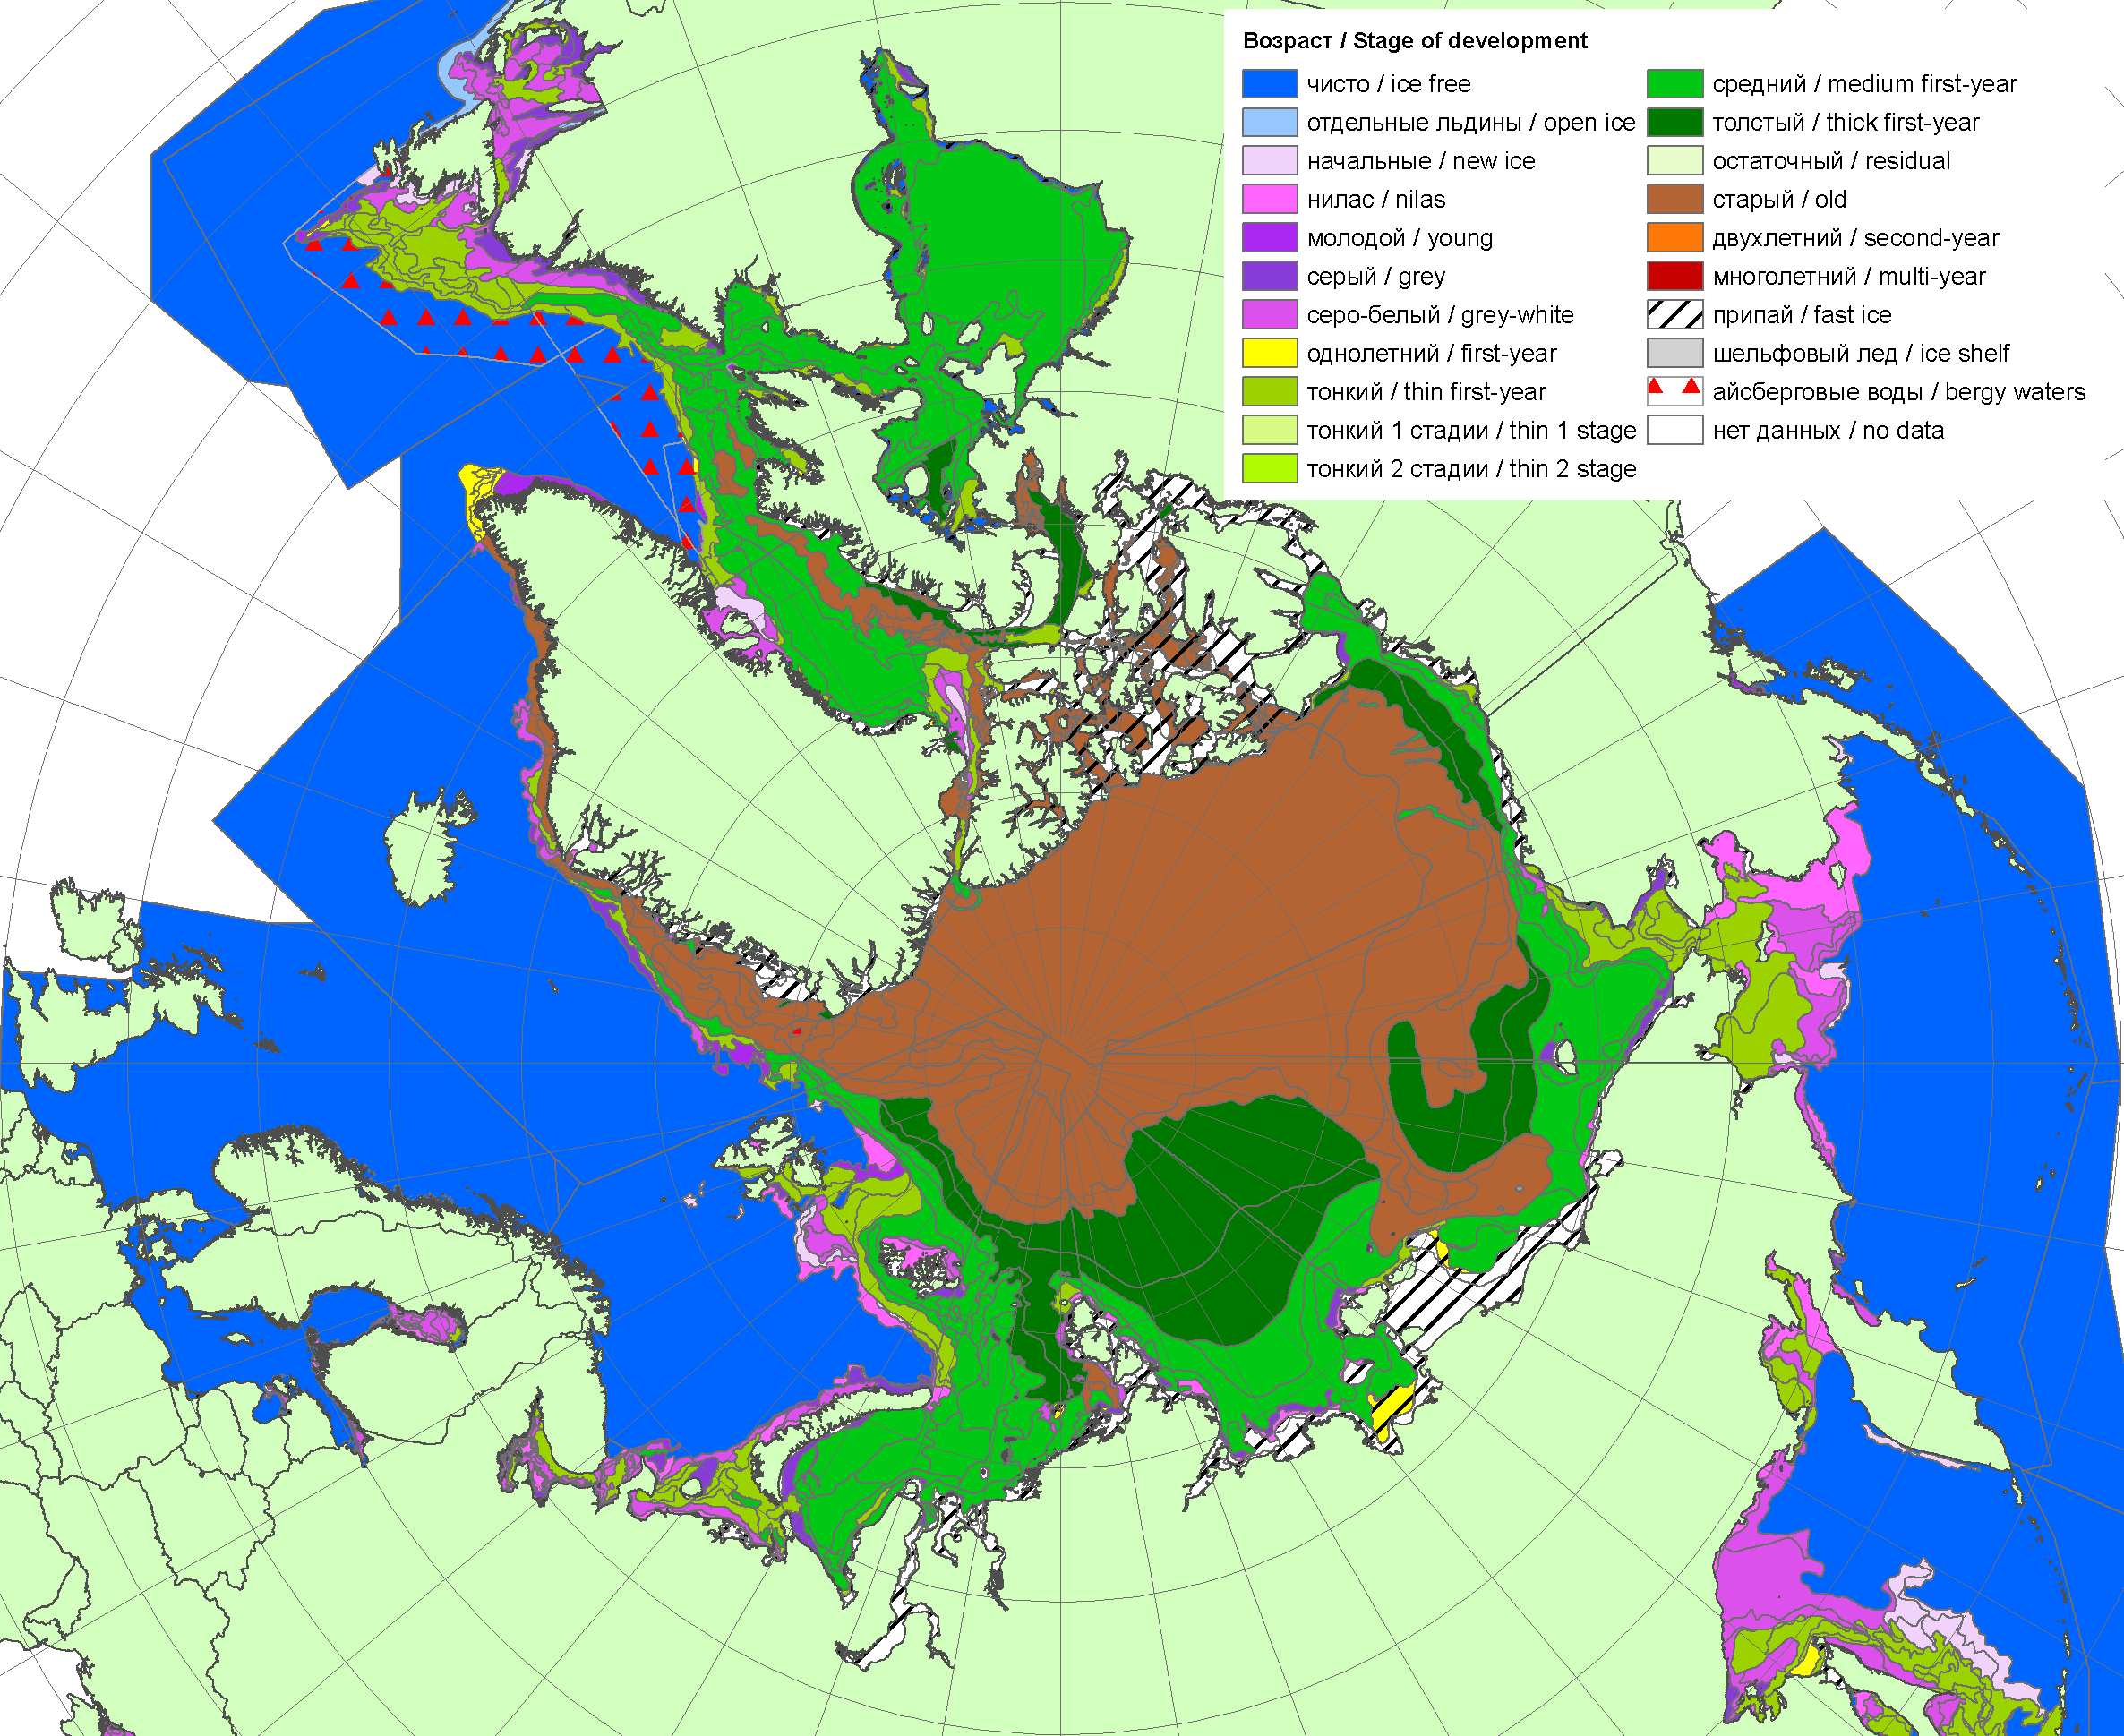 Возраст / Stage of development
чисто / ice free
отдельные льдины / open ice
начальные / new ice
нилас / nilas
молодой / young
серый / grey
серо-белый / grey-white
однолетний / first-year
тонкий / thin first-year
тонкий 1 стадии / thin 1 stage
тонкий 2 стадии / thin 2 stage
средний / medium first-year
толстый / thick first-year
остаточный / residual
старый / old
двухлетний / second-year
многолетний / multi-year
припай / fast ice
шельфовый лед / ice shelf
айсберговые воды / bergy waters
нет данных / no data